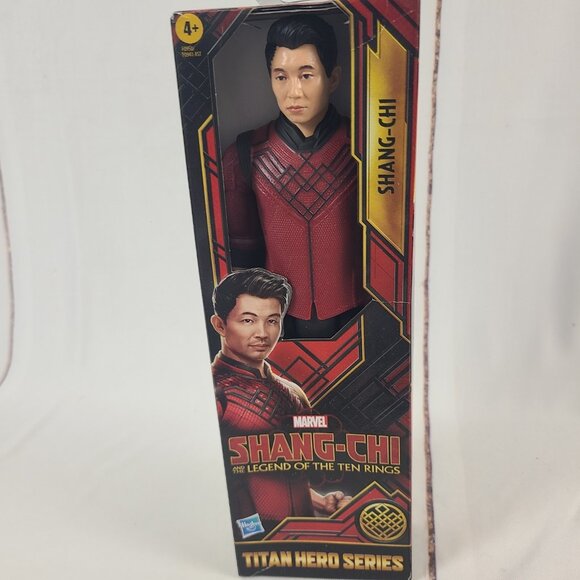 4+
SHANG-CHI
MARVEL
SHANG-CHI
AND THE LEGEND OF THE TEN RINGS
Hasbro
TITAN HERO SERIES